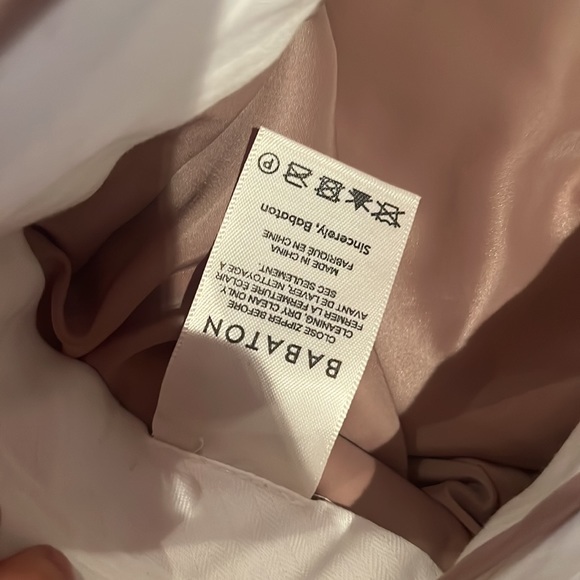 BABATON
CLOSE ZIPPER BEFORE
CLEANING, DRY CLEAN ONLY.
FERMER LA FERMETURE ÉCLAIR
AVANT DE LAVER, NETTOYAGE À
SEC SEULEMENT.
MADE IN CHINA
FABRIQUÉ EN CHINE
Sincerely, Babaton
P